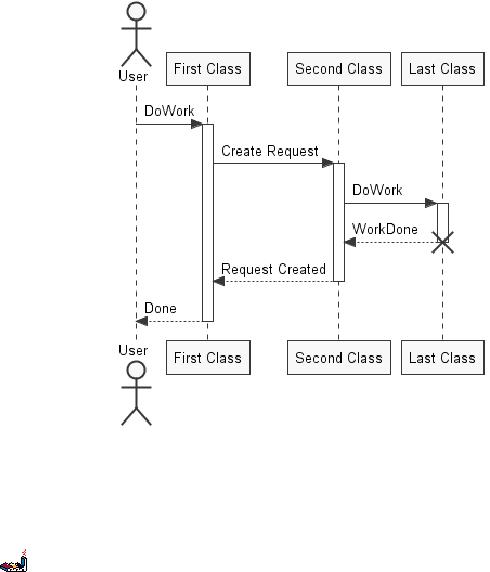 User
First Class
Second Class
Last Class
DoWork
Create Request
DoWork
WorkDone
Request Created
Done
User
First Class
Second Class
Last Class